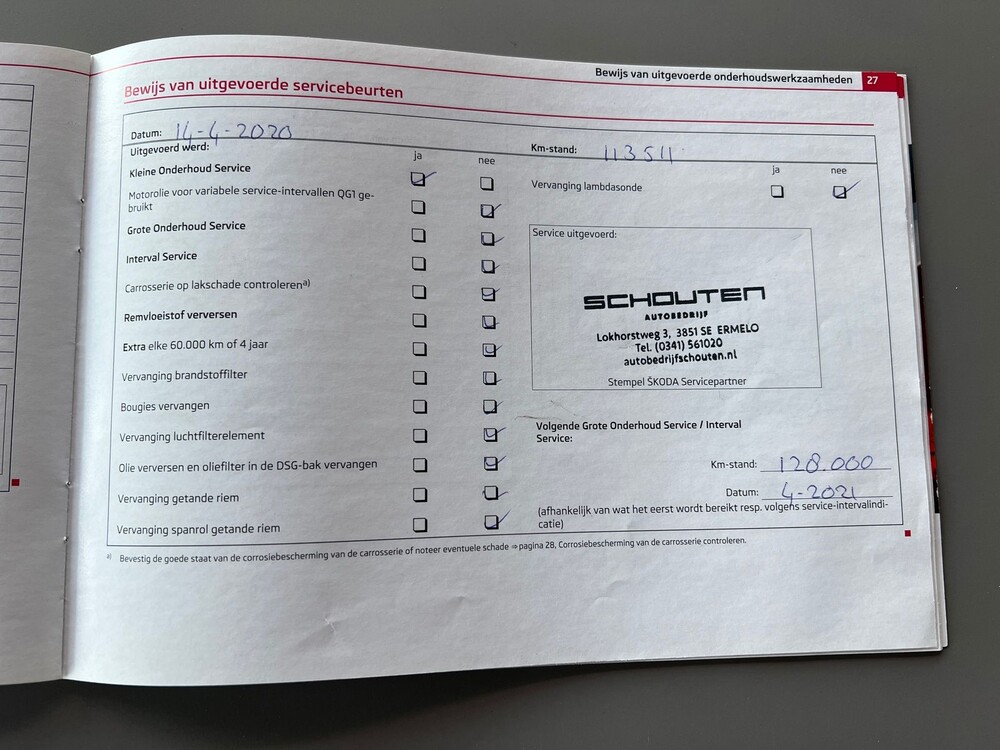 Bewijs van uitgevoerde onderhoudswerkzaamheden 27
Bewijs van uitgevoerde servicebeurten
Datum: 14-4-2020
Uitgevoerd werd:
ja
nee
Kleine Onderhoud Service
Motorolie voor variabele service-intervallen QG1 ge-
bruikt
Grote Onderhoud Service
Interval Service
Carrosserie op lakschade controlerenᵃ⁾
Remvloeistof verversen
Extra elke 60.000 km of 4 jaar
Vervanging brandstoffilter
Bougies vervangen
Vervanging luchtfilterelement
Olie verversen en oliefilter in de DSG-bak vervangen
Vervanging getande riem
Vervanging spanrol getande riem
Km-stand: 113511
ja
nee
Vervanging lambdasonde
Service uitgevoerd:
SCHOUTEN
AUTOBEDRIJF
Lokhorstweg 3, 3851 SE ERMELO
Tel. (0341) 561020
autobedrijfschouten.nl
Stempel ŠKODA Servicepartner
Volgende Grote Onderhoud Service / Interval
Service:
Km-stand: 128.000
Datum: 4-2021
(afhankelijk van wat het eerst wordt bereikt resp. volgens service-intervalindi-
catie)
ᵃ⁾ Bevestig de goede staat van de corrosiebescherming van de carrosserie of noteer eventuele schade ⇒ pagina 28, Corrosiebescherming van de carrosserie controleren.